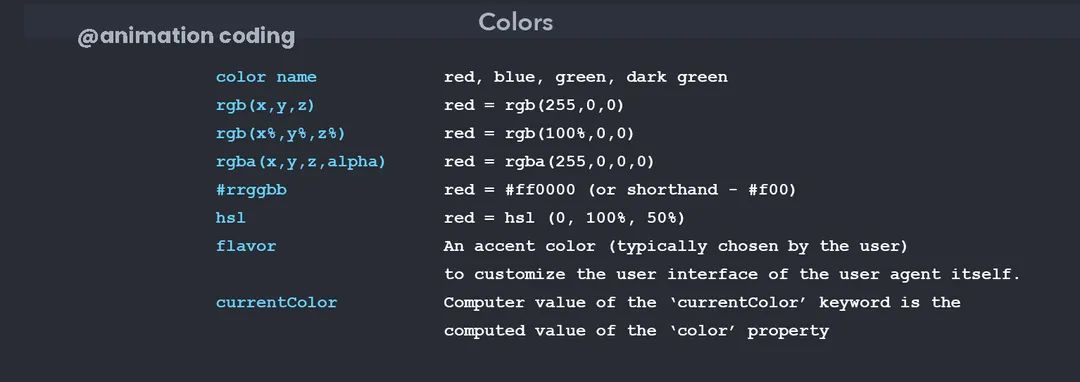 Colors
@animation coding
color name red, blue, green, dark green
rgb(x,y,z) red = rgb(255,0,0)
rgb(x%,y%,z%) red = rgb(100%,0,0)
rgba(x,y,z,alpha) red = rgba(255,0,0,0)
#rrggbb red = #ff0000 (or shorthand - #f00)
hsl red = hsl (0, 100%, 50%)
flavor An accent color (typically chosen by the user)
to customize the user interface of the user agent itself.
currentColor Computer value of the ‘currentColor’ keyword is the
computed value of the ‘color’ property